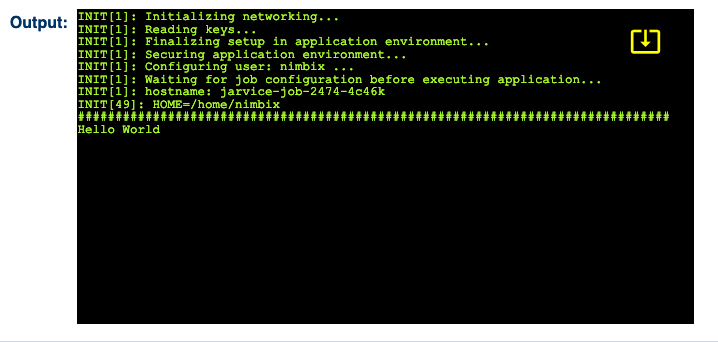 Output:
INIT[1]: Initializing networking...
INIT[1]: Reading keys...
INIT[1]: Finalizing setup in application environment...
INIT[1]: Securing application environment...
INIT[1]: Configuring user: nimbix ...
INIT[1]: Waiting for job configuration before executing application...
INIT[1]: hostname: jarvice-job-2474-4c46k
INIT[49]: HOME=/home/nimbix
################################################################################
Hello World